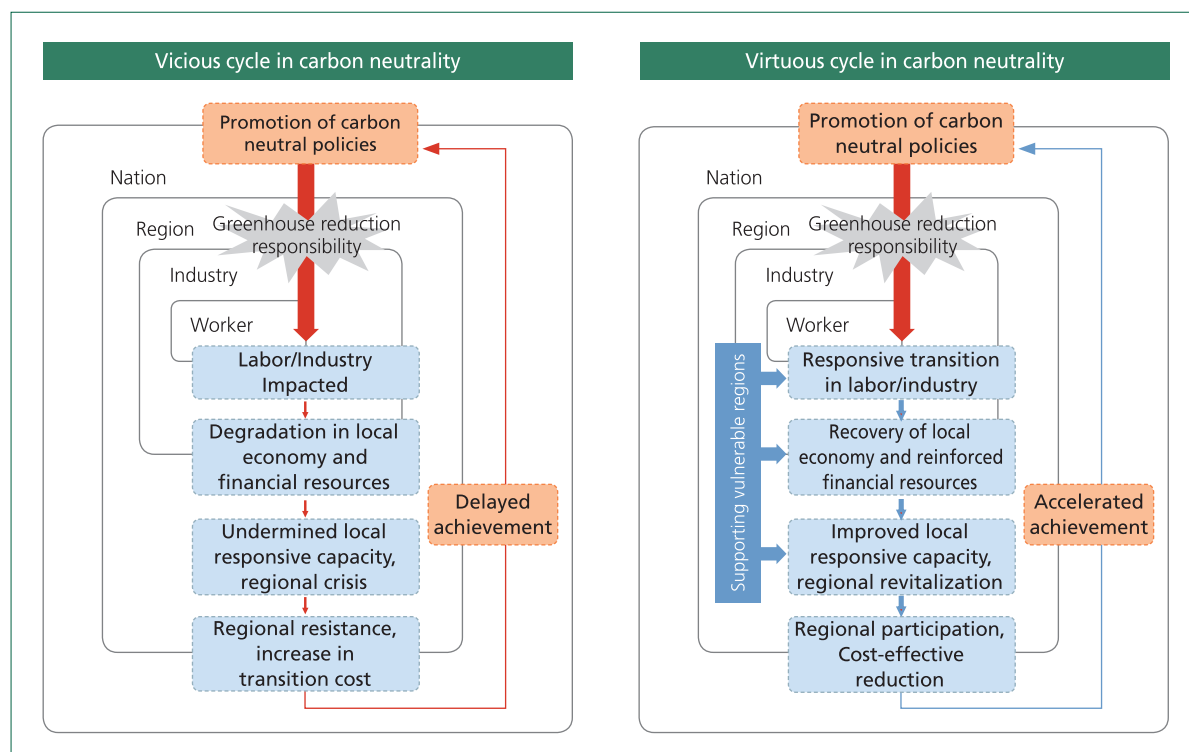 Vicious cycle in carbon neutrality
Promotion of carbon
neutral policies
Nation
Greenhouse reduction
responsibility
Region
Industry
Worker
Labor/Industry
Impacted
Degradation in local
economy and
financial resources
Delayed
achievement
Undermined local
responsive capacity,
regional crisis
Regional resistance,
increase in
transition cost
Virtuous cycle in carbon neutrality
Promotion of carbon
neutral policies
Nation
Greenhouse reduction
responsibility
Region
Industry
Worker
Supporting vulnerable regions
Responsive transition
in labor/industry
Recovery of local
economy and reinforced
financial resources
Accelerated
achievement
Improved local
responsive capacity,
regional revitalization
Regional participation,
Cost-effective
reduction